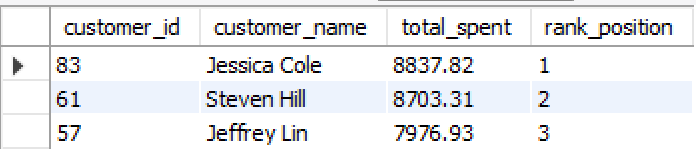 customer_id customer_name total_spent rank_position
83 Jessica Cole 8837.82 1
61 Steven Hill 8703.31 2
57 Jeffrey Lin 7976.93 3